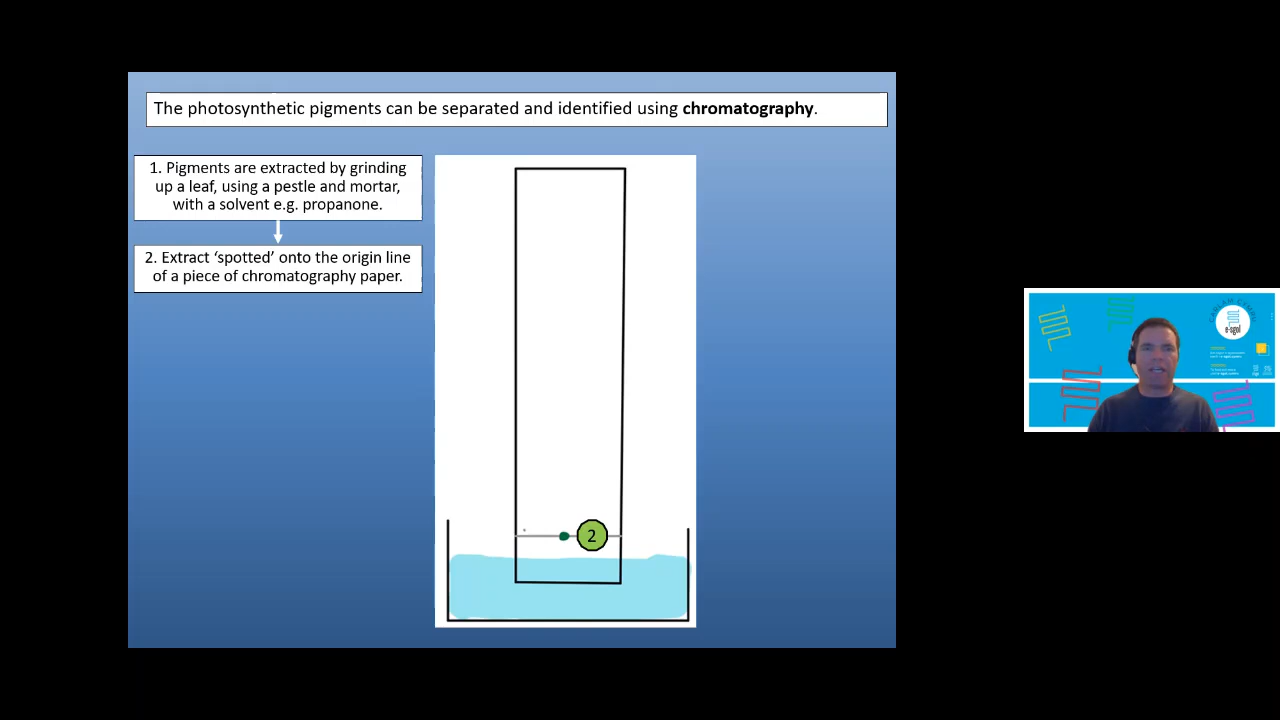 The photosynthetic pigments can be separated and identified using chromatography.
1. Pigments are extracted by grinding
up a leaf, using a pestle and mortar,
with a solvent e.g. propanone.
2. Extract ‘spotted’ onto the origin line
of a piece of chromatography paper.
2
e-sgol